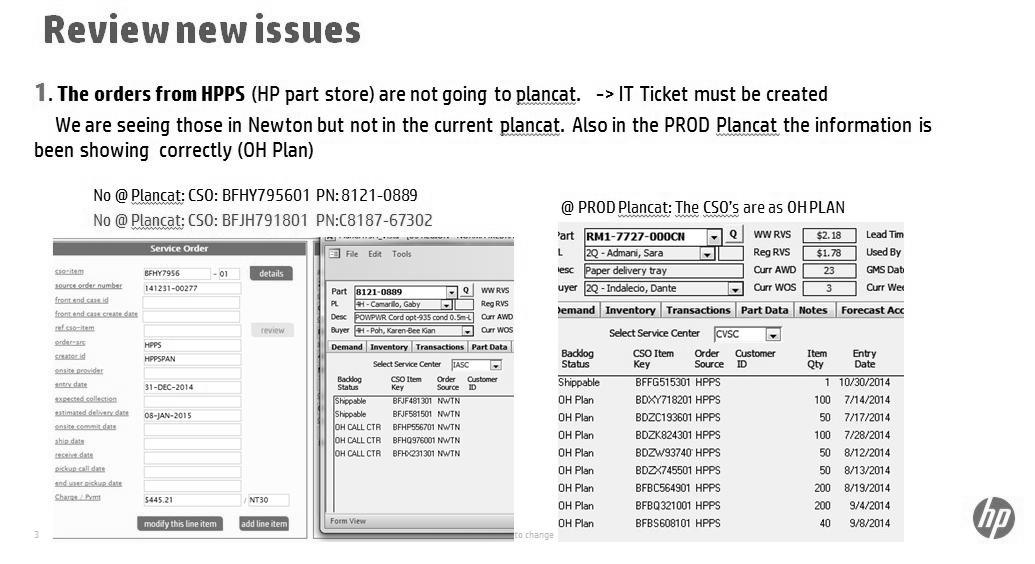 Review new issues
1. The orders from HPPS (HP part store) are not going to plancat. -> IT Ticket must be created
We are seeing those in Newton but not in the current plancat. Also in the PROD Plancat the information is
been showing correctly (OH Plan)
No @ Plancat: CSO: BFHY795601 PN: 8121-0889
No @ Plancat: CSO: BFJH791801 PN:C8187-67302
Service Order
cso-item BFHY7956 - 01 details
source order number 141231-00277
front end case id
front end case create date
ref cso-item review
order-src HPPS
creator id HPPSPAN
onsite provider
entry date 31-DEC-2014
expected collection
estimated delivery date 08-JAN-2015
onsite commit date
ship date
receive date
pickup call date
end user pickup date
Charge / Pymt $445.21 / NT30
modify this line item add line item
File Edit Tools
Part 8121-0889 Q WW RVS
PL 4H - Camarillo, Gaby Reg RVS
Desc POWPWR Cord opt-935 cond 0.5m-L Curr AWD
Buyer 4H - Poh, Karen-Bee Kian Curr WOS
Demand Inventory Transactions Part Data
Select Service Center IASC
Backlog CSO Item Order Customer
Status Key Source ID
Shippable BFJF481301 NWTN
Shippable BFJF581501 NWTN
OH CALL CTR BFHP556701 NWTN
OH CALL CTR BFHQ976001 NWTN
OH CALL CTR BFHX231301 NWTN
Form View
@ PROD Plancat: The CSO's are as OH PLAN
art RM1-7727-000CN Q WW RVS $2.18 Lead Tim
L 2Q - Admani, Sara Reg RVS $1.78 Used By
esc Paper delivery tray Curr AWD 23 GMS Dat
uyer 2Q - Indalecio, Dante Curr WOS 3 Curr Wee
emand Inventory Transactions Part Data Notes Forecast Acc
Select Service Center CVSC
Backlog CSO Item Order Customer Item Entry
Status Key Source ID Qty Date
Shippable BFFG515301 HPPS 1 10/30/2014
OH Plan BDXY718201 HPPS 100 7/14/2014
OH Plan BDZC193601 HPPS 50 7/17/2014
OH Plan BDZK824301 HPPS 100 7/28/2014
OH Plan BDZW93740 HPPS 50 8/12/2014
OH Plan BDZX745501 HPPS 50 8/13/2014
OH Plan BFBC564901 HPPS 200 8/19/2014
OH Plan BFBQ321001 HPPS 200 9/4/2014
OH Plan BFBS608101 HPPS 40 9/8/2014
3
to change
hp